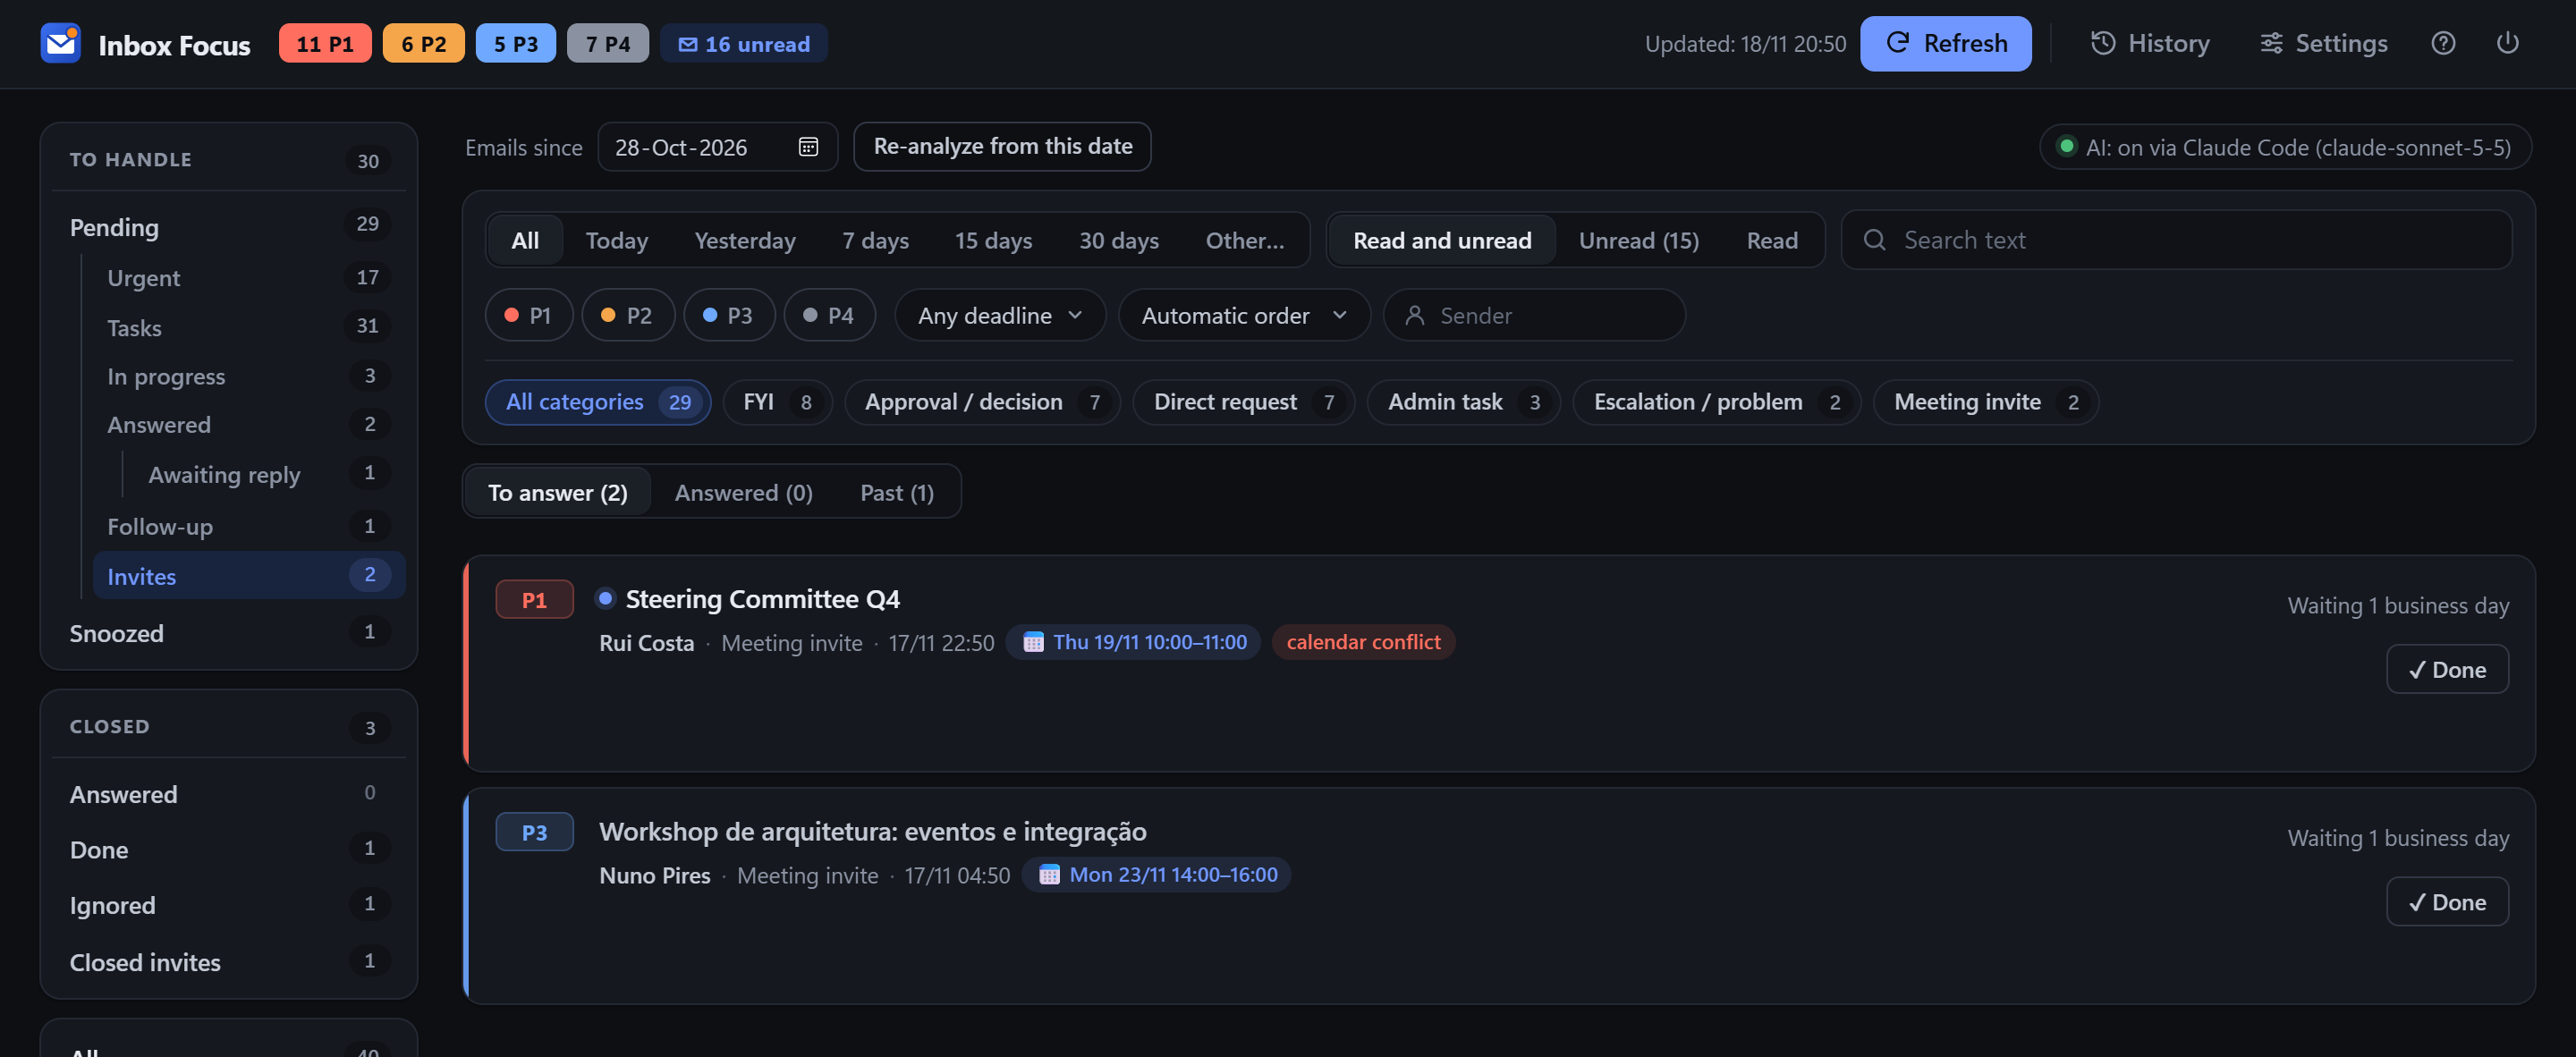 Inbox Focus 11 P1 6 P2 5 P3 7 P4 16 unread Updated: 18/11 20:50 Refresh History Settings
TO HANDLE 30
Pending 29
Urgent 17
Tasks 31
In progress 3
Answered 2
Awaiting reply 1
Follow-up 1
Invites 2
Snoozed 1
CLOSED 3
Answered 0
Done 1
Ignored 1
Closed invites 1
All 40
Emails since 28-Oct-2026 Re-analyze from this date AI: on via Claude Code (claude-sonnet-5-5)
All Today Yesterday 7 days 15 days 30 days Other... Read and unread Unread (15) Read Search text
P1 P2 P3 P4 Any deadline Automatic order Sender
All categories 29 FYI 8 Approval / decision 7 Direct request 7 Admin task 3 Escalation / problem 2 Meeting invite 2
To answer (2) Answered (0) Past (1)
P1 Steering Committee Q4 Waiting 1 business day
Rui Costa · Meeting invite · 17/11 22:50 Thu 19/11 10:00–11:00 calendar conflict
✓ Done
P3 Workshop de arquitetura: eventos e integração Waiting 1 business day
Nuno Pires · Meeting invite · 17/11 04:50 Mon 23/11 14:00–16:00
✓ Done